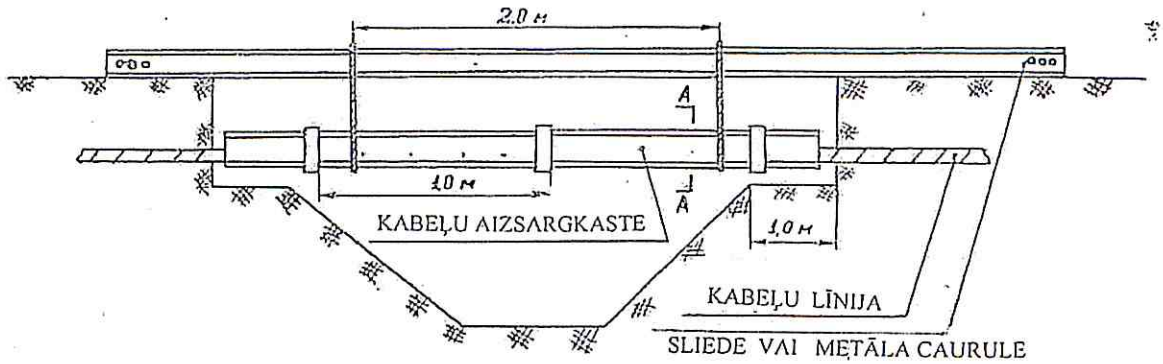 2.0 м
A
1.0 м
A
KABEĻU AIZSARGKASTE
1.0 м
KABEĻU LĪNIJA
SLIEDE VAI METĀLA CAURULE